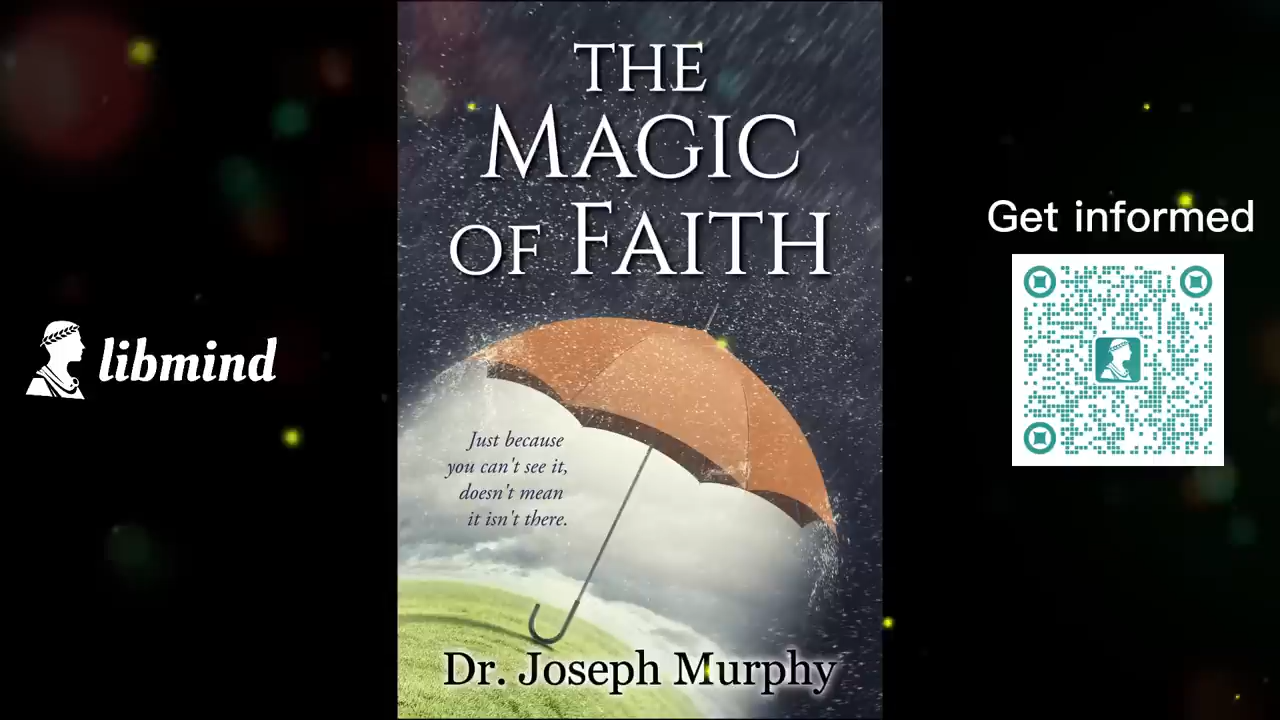 THE
MAGIC
OF FAITH
Just because
you can't see it,
doesn't mean
it isn't there.
Dr. Joseph Murphy
libmind
Get informed